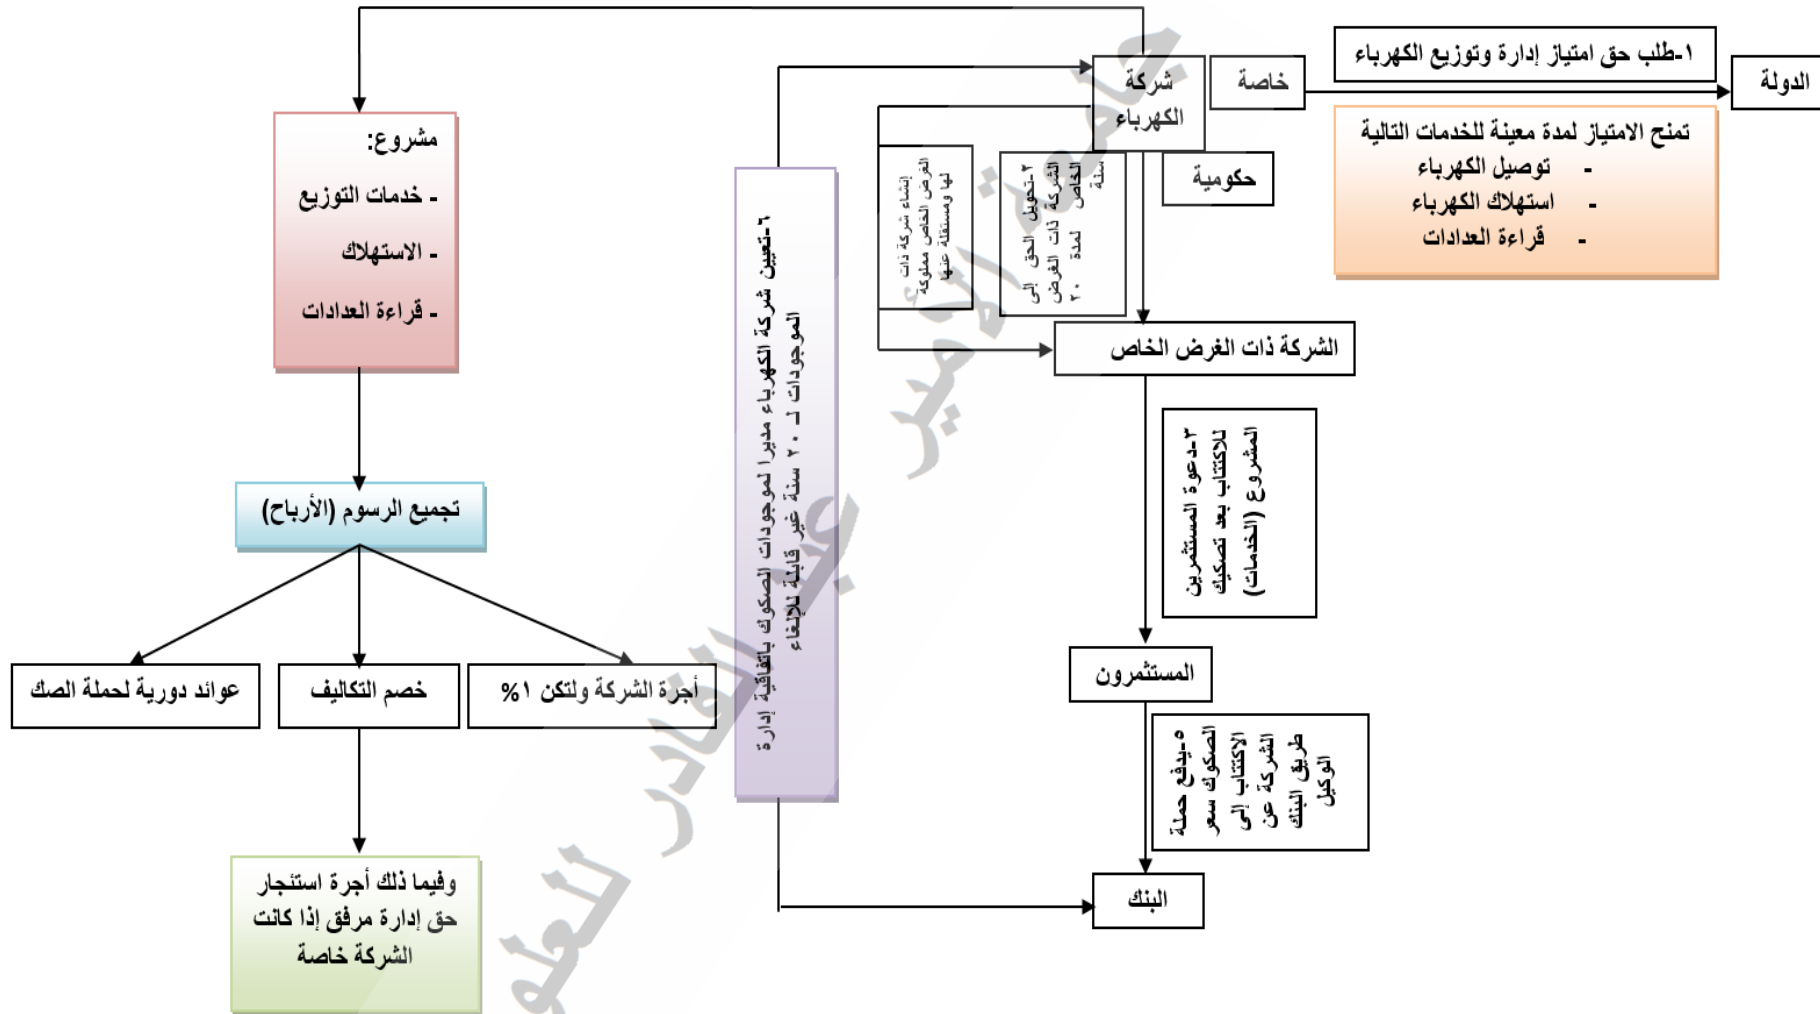 ١-طلب حق امتياز إدارة وتوزيع الكهرباء
الدولة
خاصة
شركة
الكهرباء
حكومية
تمنح الامتياز لمدة معينة للخدمات التالية
- توصيل الكهرباء
- استهلاك الكهرباء
- قراءة العدادات
إنشاء شركة ذات
الغرض الخاص مملوكة
لها ومستقلة عنها
٢-تحويل الحق إلى
الشركة ذات الغرض
الخاص لمدة ٢٠
سنة
الشركة ذات الغرض الخاص
٣-دعوة المستثمرين
للاكتتاب بعد تصكيك
المشروع (الخدمات)
المستثمرون
٥-يدفع حملة
الصكوك سعر
الاكتتاب إلى
الشركة عن
طريق البنك
الوكيل
البنك
٦-تعيين شركة الكهرباء مديرا لموجودات الصكوك باتفاقية إدارة
الموجودات لـ ٢٠ سنة غير قابلة للإلغاء
مشروع:
- خدمات التوزيع
- الاستهلاك
- قراءة العدادات
تجميع الرسوم (الأرباح)
أجرة الشركة ولتكن ١%
خصم التكاليف
عوائد دورية لحملة الصك
وفيما ذلك أجرة استئجار
حق إدارة مرفق إذا كانت
الشركة خاصة
جامعة الأمير عبد القادر للعلو